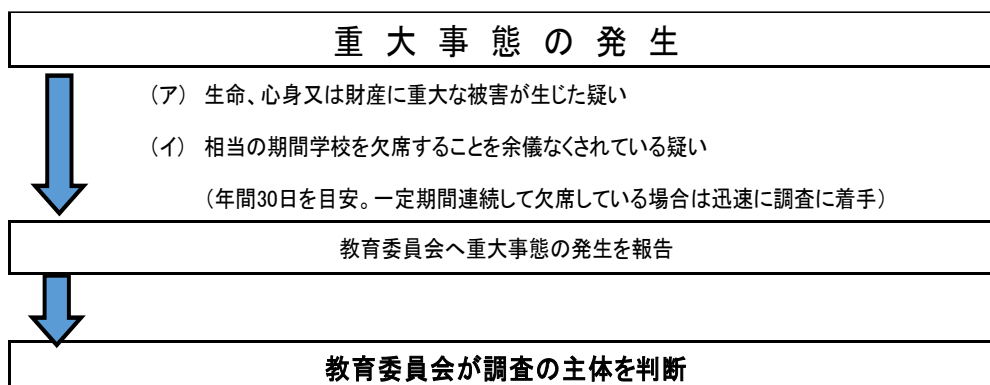 重大事態の発生
（ア） 生命、心身又は財産に重大な被害が生じた疑い
（イ） 相当の期間学校を欠席することを余儀なくされている疑い
（年間30日を目安。一定期間連続して欠席している場合は迅速に調査に着手）
教育委員会へ重大事態の発生を報告
教育委員会が調査の主体を判断